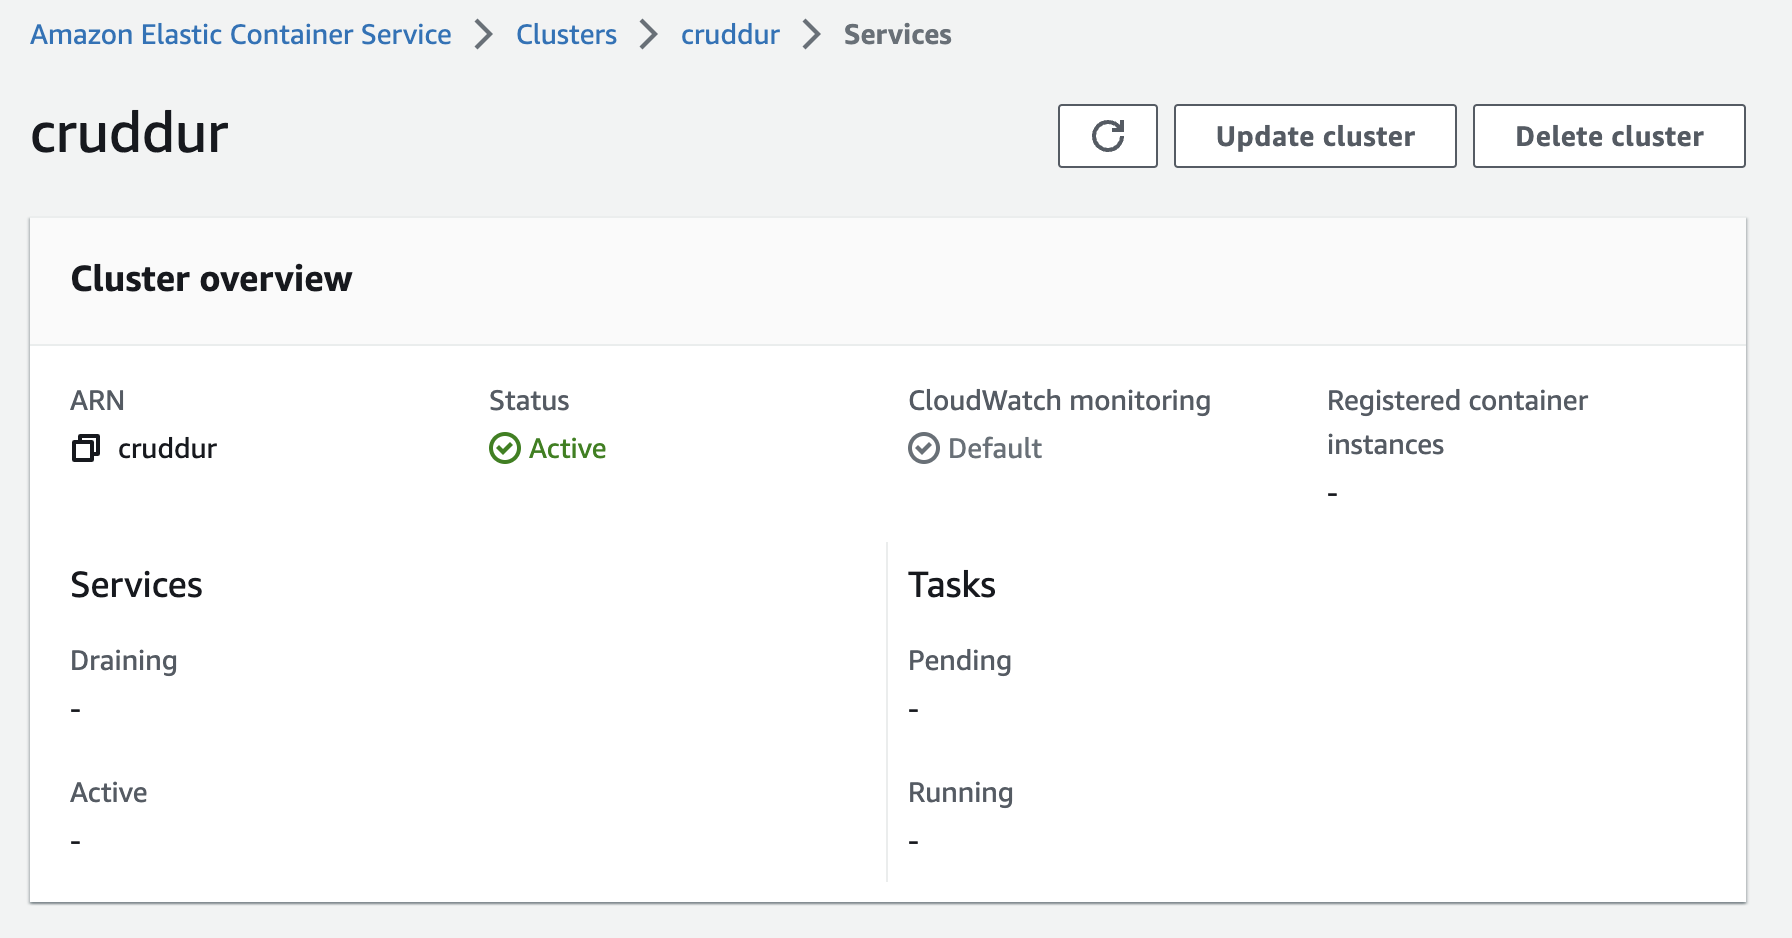 Amazon Elastic Container Service > Clusters > cruddur > Services
cruddur
Update cluster
Delete cluster
Cluster overview
ARN
cruddur
Status
Active
CloudWatch monitoring
Default
Registered container
instances
-
Services
Draining
-
Active
-
Tasks
Pending
-
Running
-